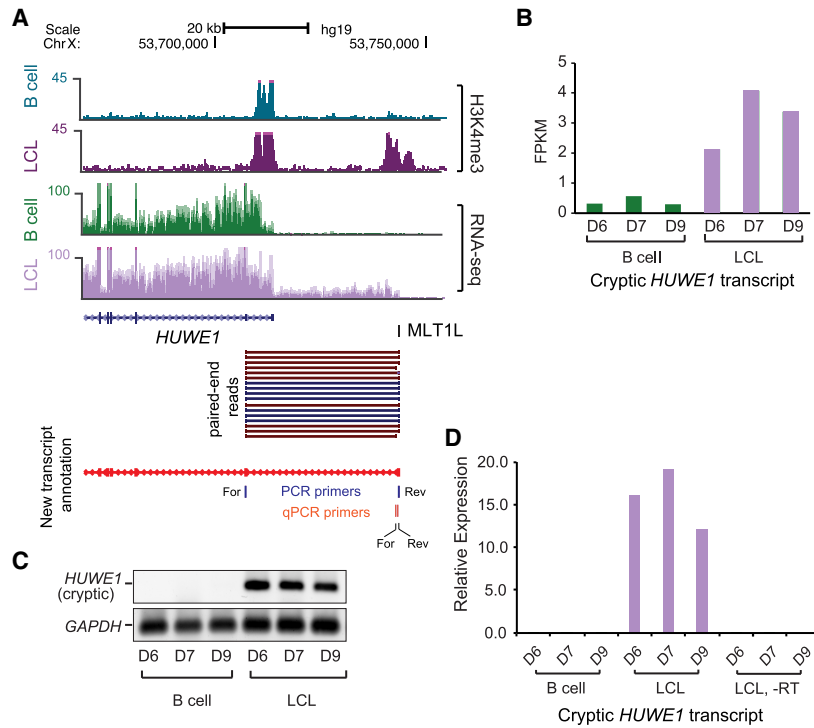 A
Scale
20 kb
hg19
Chr X:
53,700,000
53,750,000
B cell
45
LCL
45
H3K4me3
B cell
100
LCL
100
RNA-seq
HUWE1
MLT1L
paired-end
reads
New transcript
annotation
For
PCR primers
Rev
qPCR primers
For
Rev
B
FPKM
5
4
3
2
1
0
D6 D7 D9 D6 D7 D9
B cell LCL
Cryptic HUWE1 transcript
C
HUWE1
(cryptic)
GAPDH
D6 D7 D9 D6 D7 D9
B cell LCL
D
Relative Expression
20.0
15.0
10.0
5.0
0.0
D6 D7 D9 D6 D7 D9 D6 D7 D9
B cell LCL LCL, -RT
Cryptic HUWE1 transcript